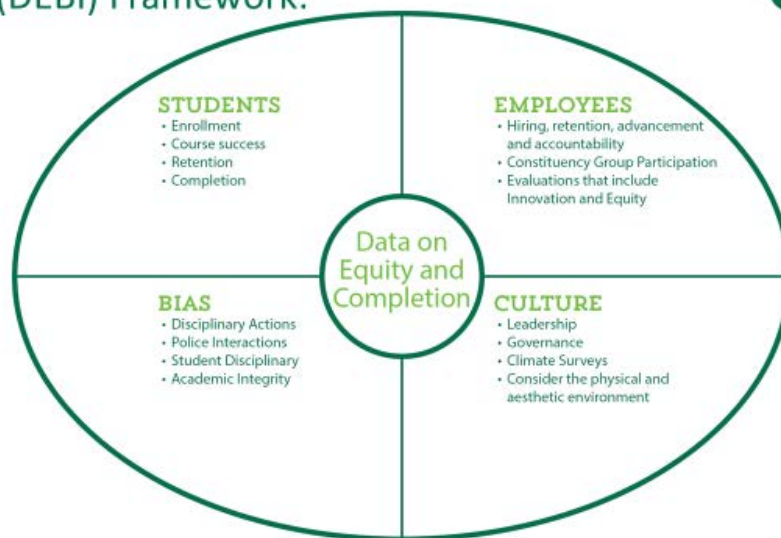 (DEBI) Framework.
STUDENTS
• Enrollment
• Course success
• Retention
• Completion
EMPLOYEES
• Hiring, retention, advancement
and accountability
• Constituency Group Participation
• Evaluations that include
Innovation and Equity
Data on
Equity and
Completion
BIAS
• Disciplinary Actions
• Police Interactions
• Student Disciplinary
• Academic Integrity
CULTURE
• Leadership
• Governance
• Climate Surveys
• Consider the physical and
aesthetic environment